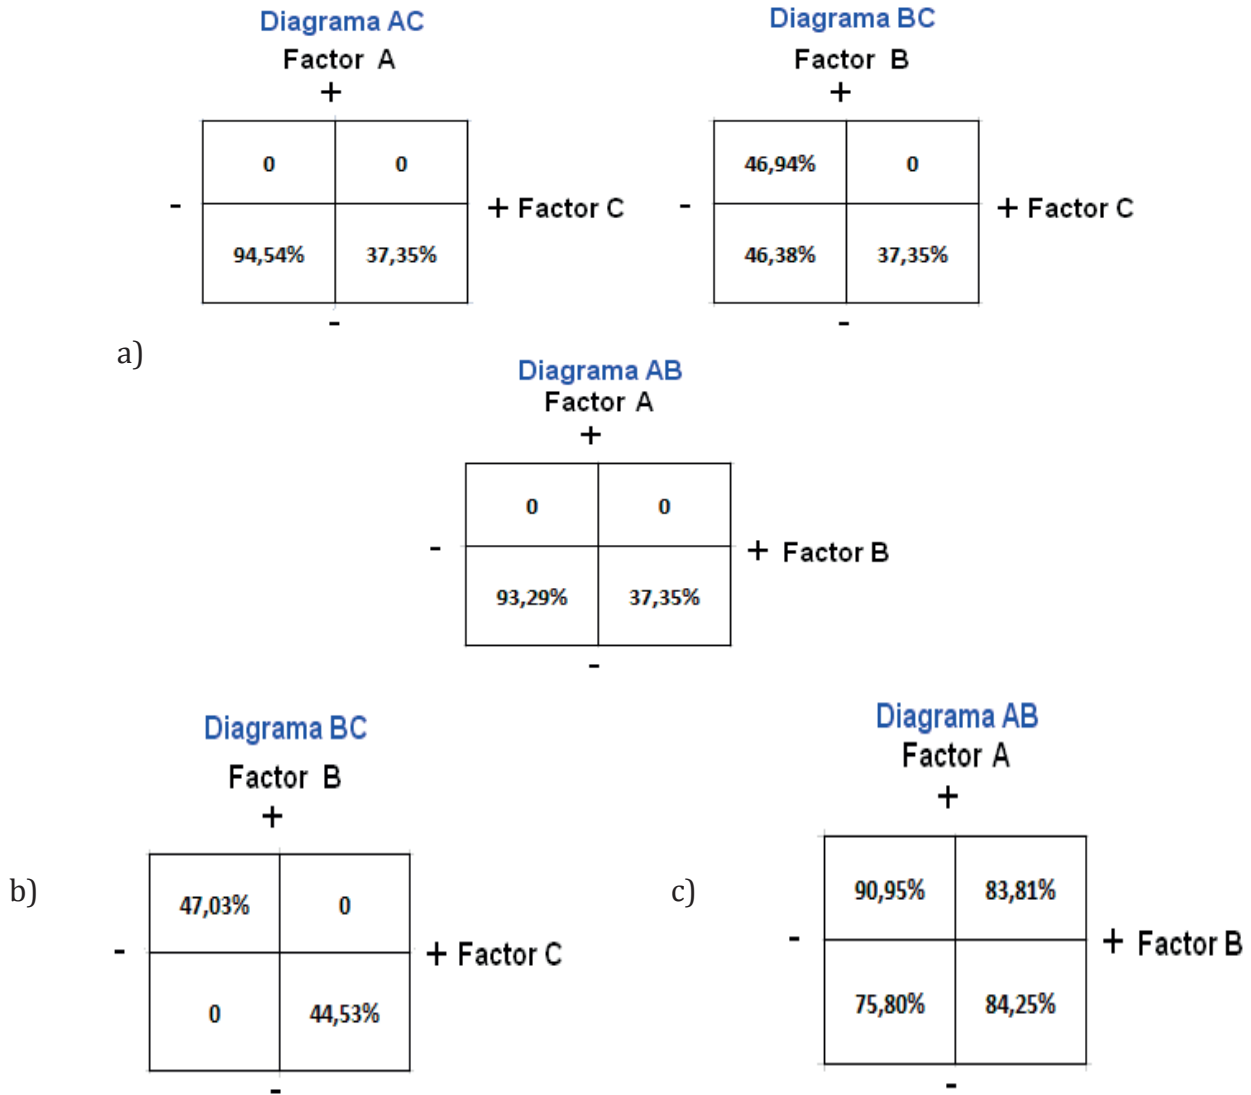 Diagrama AC
Factor A
+
0 0
- + Factor C
94,54% 37,35%
-
Diagrama BC
Factor B
+
46,94% 0
- + Factor C
46,38% 37,35%
-
a)
Diagrama AB
Factor A
+
0 0
- + Factor B
93,29% 37,35%
-
b)
Diagrama BC
Factor B
+
47,03% 0
- + Factor C
0 44,53%
-
c)
Diagrama AB
Factor A
+
90,95% 83,81%
- + Factor B
75,80% 84,25%
-